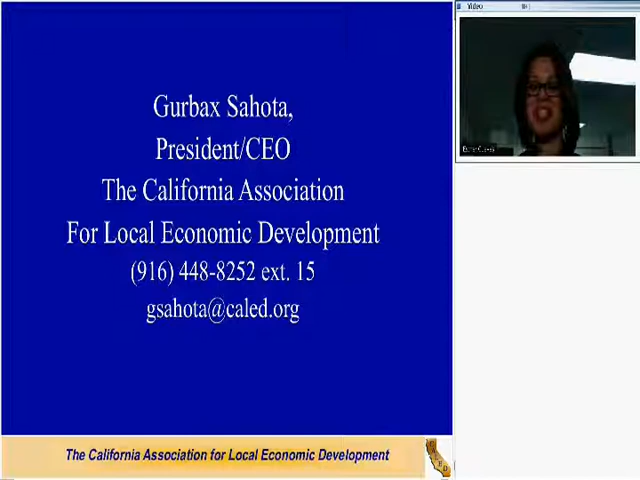 Gurbax Sahota,
President/CEO
The California Association
For Local Economic Development
(916) 448-8252 ext. 15
gsahota@caled.org
The California Association for Local Economic Development
Video